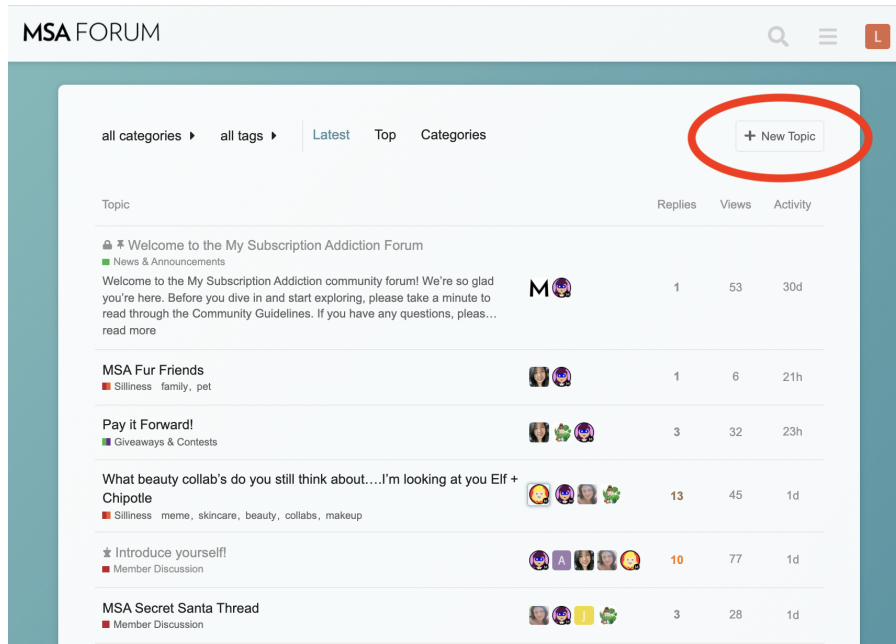 MSA FORUM
L
all categories
all tags
Latest
Top
Categories
+ New Topic
Topic
Replies
Views
Activity
Welcome to the My Subscription Addiction Forum
News & Announcements
Welcome to the My Subscription Addiction community forum! We're so glad
you're here. Before you dive in and start exploring, please take a minute to
read through the Community Guidelines. If you have any questions, pleas...
read more
M
1
53
30d
MSA Fur Friends
Silliness family, pet
1
6
21h
Pay it Forward!
Giveaways & Contests
3
32
23h
What beauty collab's do you still think about....I'm looking at you Elf +
Chipotle
Silliness meme, skincare, beauty, collabs, makeup
13
45
1d
Introduce yourself!
Member Discussion
A
10
77
1d
MSA Secret Santa Thread
Member Discussion
J
3
28
1d